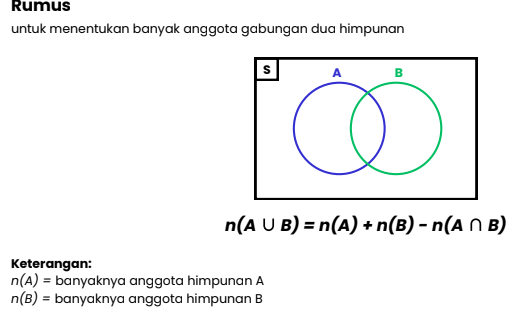 Rumus
untuk menentukan banyak anggota gabungan dua himpunan
S
A B
n(A ∪ B) = n(A) + n(B) - n(A ∩ B)
Keterangan:
n(A) = banyaknya anggota himpunan A
n(B) = banyaknya anggota himpunan B